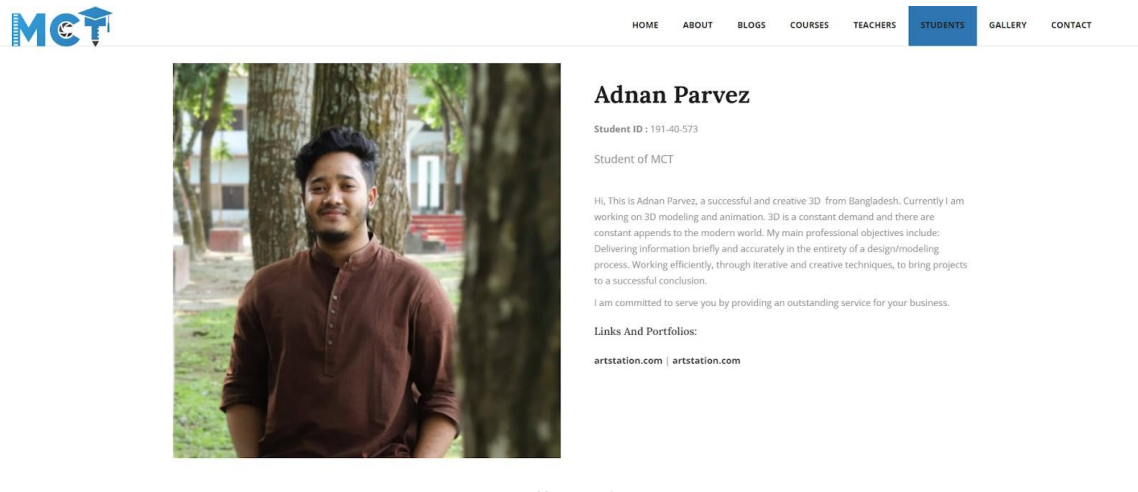 MCT
HOME ABOUT BLOGS COURSES TEACHERS STUDENTS GALLERY CONTACT
Adnan Parvez
Student ID : 191-40-573
Student of MCT
Hi, This is Adnan Parvez, a successful and creative 3D from Bangladesh. Currently I am
working on 3D modeling and animation. 3D is a constant demand and there are
constant appends to the modern world. My main professional objectives include:
Delivering information briefly and accurately in the entirety of a design/modeling
process. Working efficiently, through iterative and creative techniques, to bring projects
to a successful conclusion.
I am committed to serve you by providing an outstanding service for your business.
Links And Portfolios:
artstation.com | artstation.com